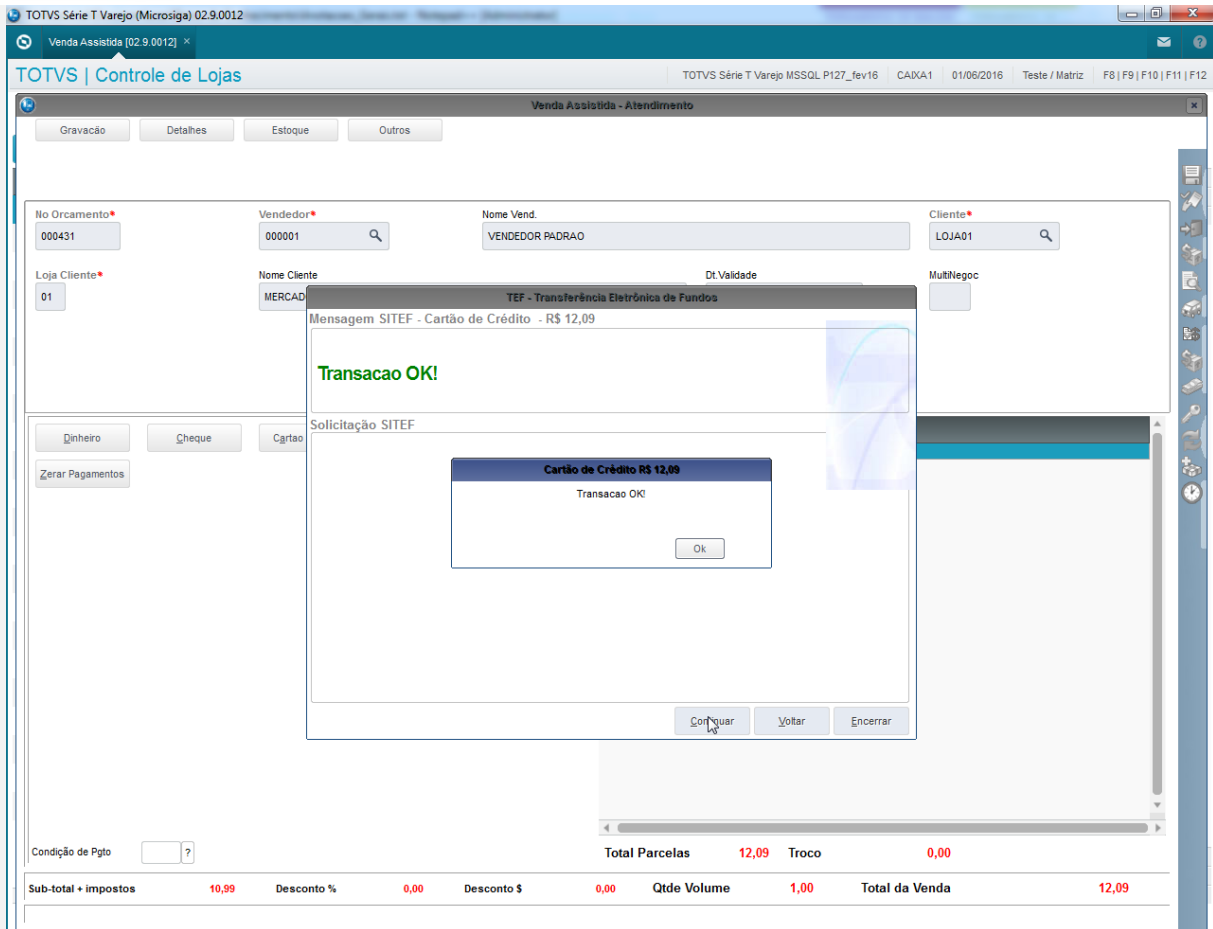 TOTVS Série T Varejo (Microsiga) 02.9.0012
Venda Assistida [02.9.0012] ×
TOTVS | Controle de Lojas
TOTVS Série T Varejo MSSQL P127_fev16 CAIXA1 01/06/2016 Teste / Matriz F8 | F9 | F10 | F11 | F12
Venda Assistida - Atendimento
Gravacão Detalhes Estoque Outros
No Orcamento* Vendedor* Nome Vend. Cliente*
000431 000001 VENDEDOR PADRAO LOJA01
Loja Cliente* Nome Cliente Dt.Validade MultiNegoc
01 MERCAD
TEF - Transferência Eletrônica de Fundos
Mensagem SITEF - Cartão de Crédito - R$ 12,09
Transacao OK!
Solicitação SITEF
Dinheiro Cheque Cartao
Zerar Pagamentos
Cartão de Crédito R$ 12,09
Transacao OK!
Ok
Continuar Voltar Encerrar
Condição de Pgto ?
Total Parcelas 12,09 Troco 0,00
Sub-total + impostos 10,99 Desconto % 0,00 Desconto $ 0,00 Qtde Volume 1,00 Total da Venda 12,09